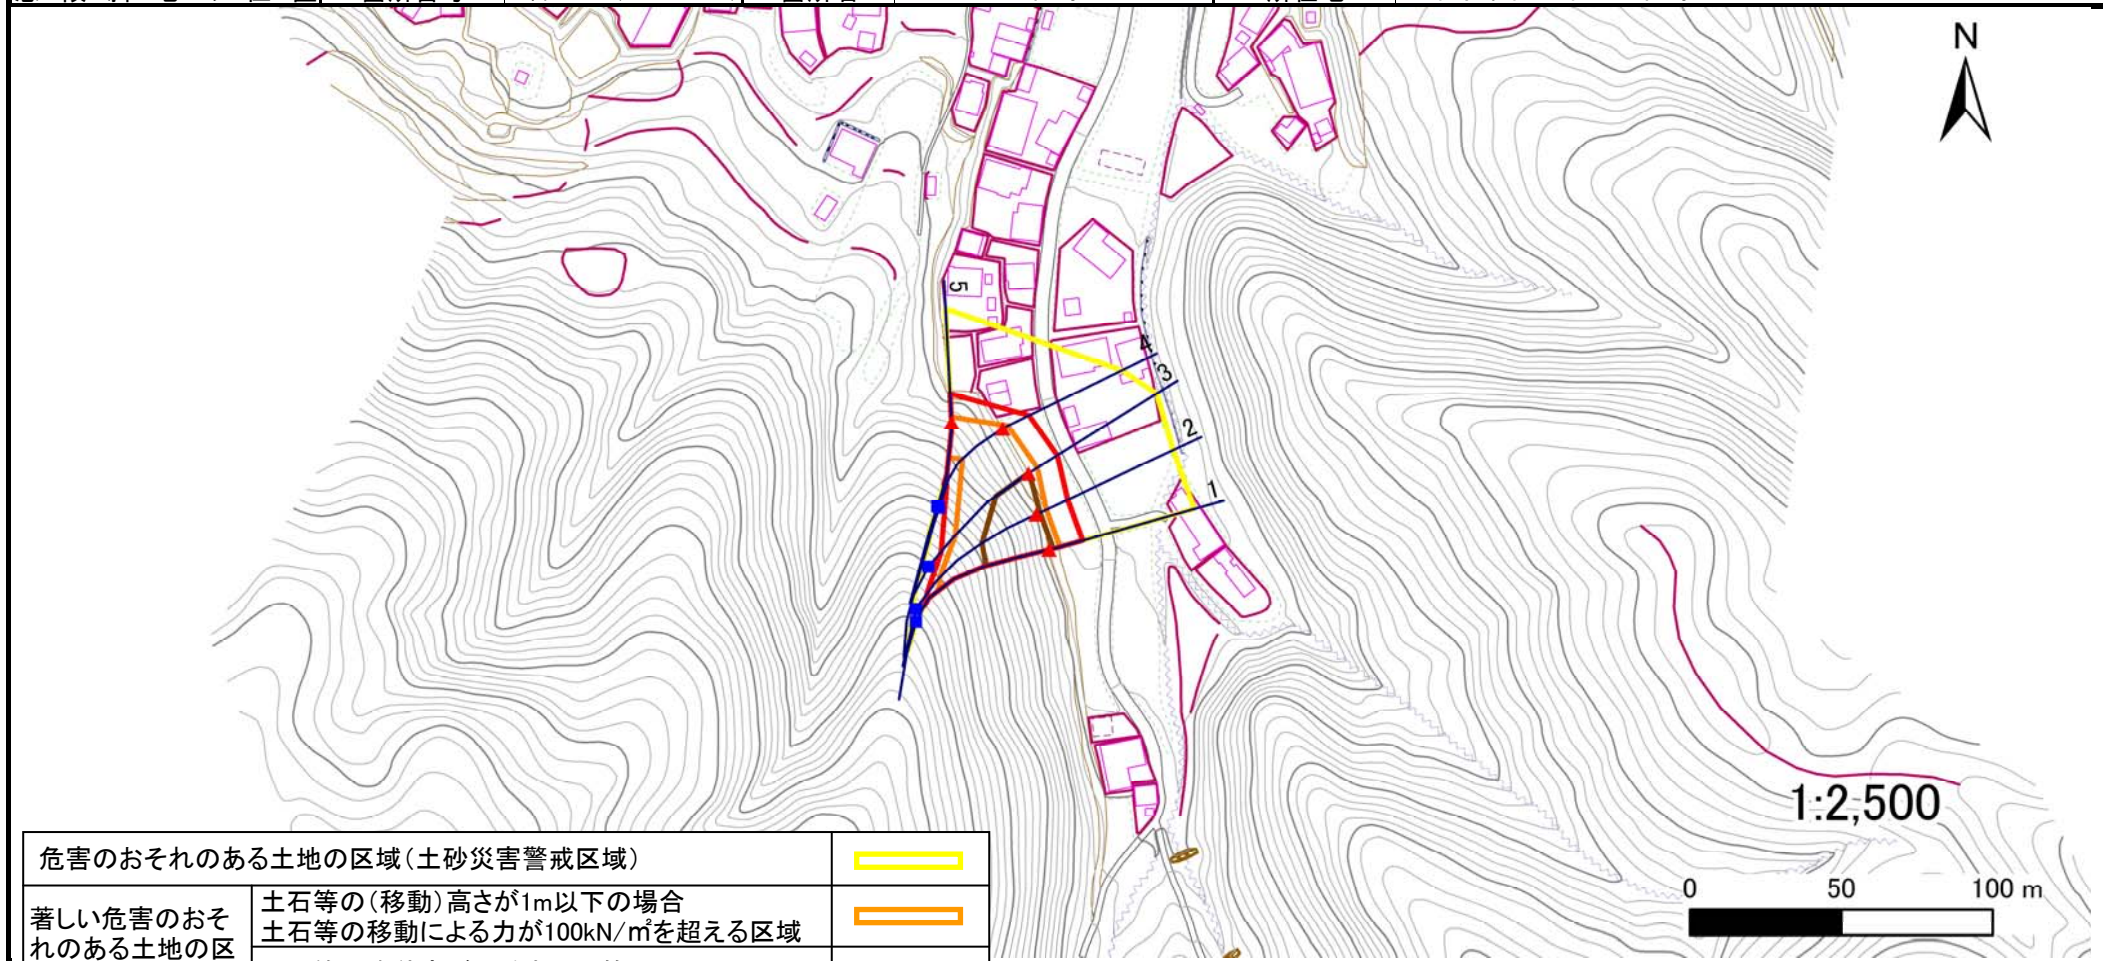 N
5
4
3
2
1
1:2,500
0 50 100 m
危害のおそれのある土地の区域(土砂災害警戒区域)
著しい危害のおそ
れのある土地の区
土石等の(移動)高さが1m以下の場合
土石等の移動による力が100kN/㎡を超える区域